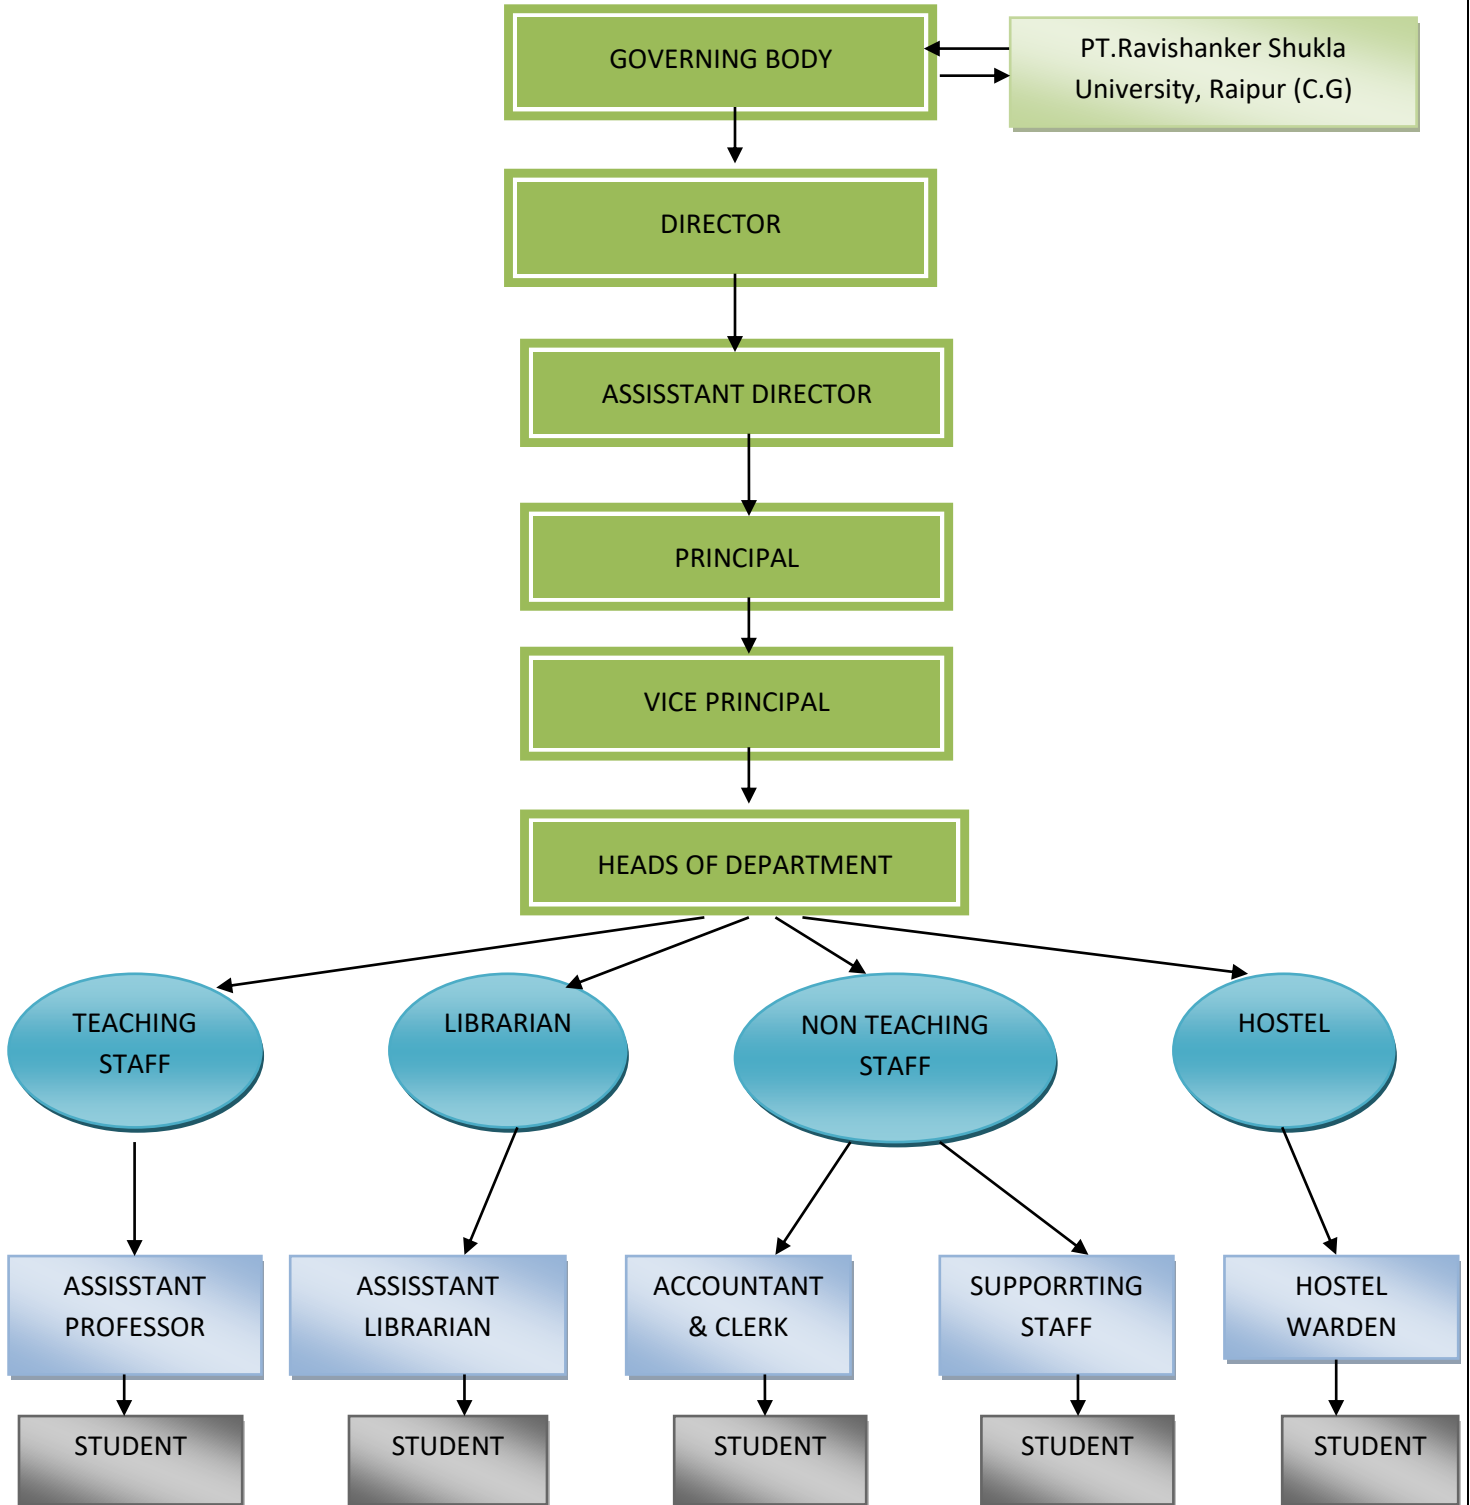 GOVERNING BODY
PT.Ravishanker Shukla
University, Raipur (C.G)
DIRECTOR
ASSISSTANT DIRECTOR
PRINCIPAL
VICE PRINCIPAL
HEADS OF DEPARTMENT
TEACHING
STAFF
LIBRARIAN
NON TEACHING
STAFF
HOSTEL
ASSISSTANT
PROFESSOR
ASSISSTANT
LIBRARIAN
ACCOUNTANT
& CLERK
SUPPORRTING
STAFF
HOSTEL
WARDEN
STUDENT
STUDENT
STUDENT
STUDENT
STUDENT